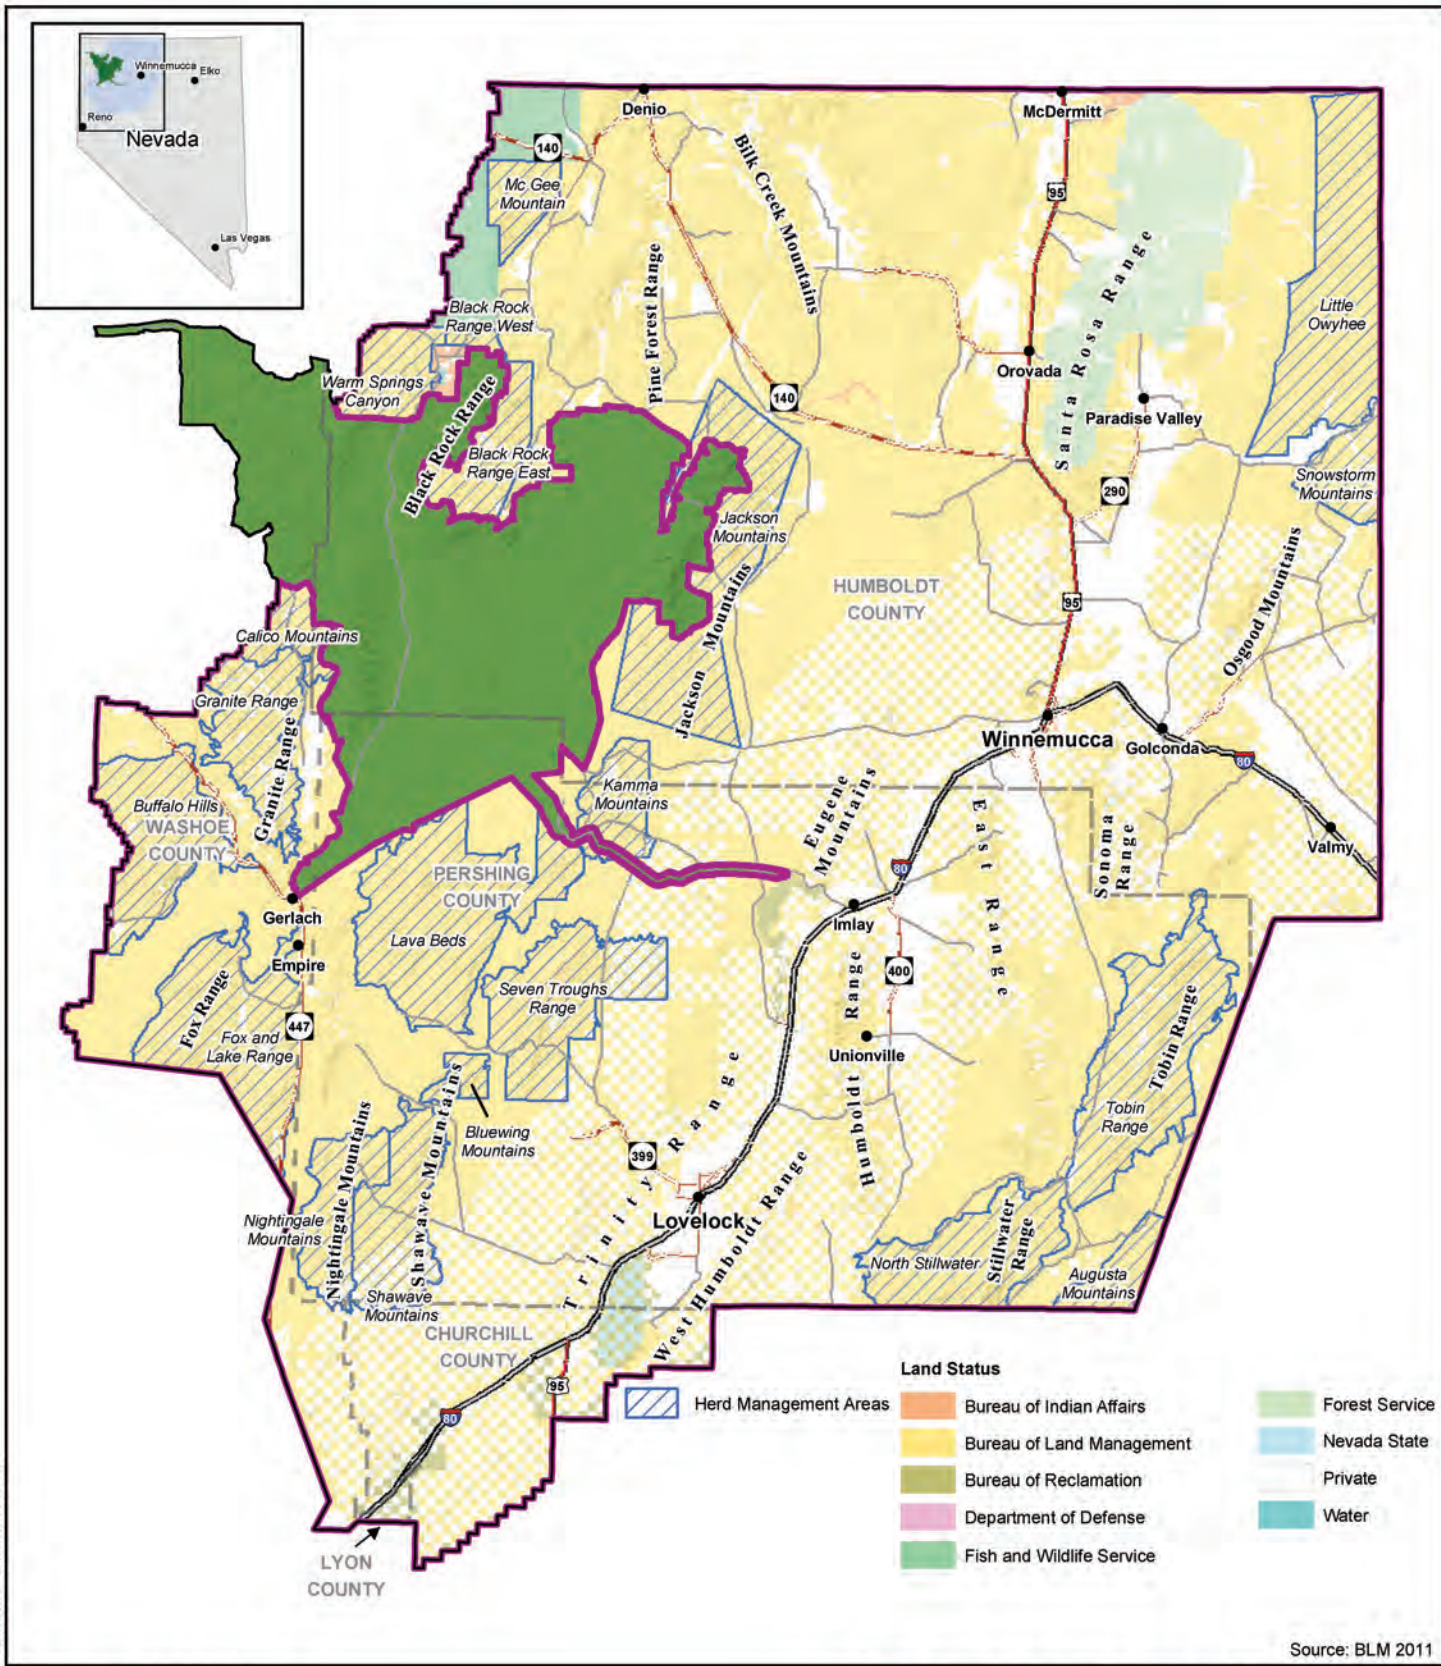 Winnemucca
Elko
Reno
Nevada
Las Vegas
Denio
McDermitt
140
Mc Gee
Mountain
95
Bilk Creek Mountains
Santa Rosa Range
Pine Forest Range
Black Rock
Range West
Little
Owyhee
Warm Springs
Canyon
Orovada
Black Rock Range
140
Paradise Valley
Black Rock
Range East
290
Snowstorm
Mountains
Jackson
Mountains
HUMBOLDT
COUNTY
95
Osgood Mountains
Calico Mountains
Jackson Mountains
Granite Range
Granite Range
Winnemucca
Golconda
80
Buffalo Hills
WASHOE
COUNTY
Kamma
Mountains
Eugene
Mountains
East Range
Sonoma
Range
Valmy
PERSHING
COUNTY
80
Gerlach
Imlay
Lava Beds
Empire
400
Seven Troughs
Range
Fox Range
447
Fox and
Lake Range
Humboldt Range
Unionville
Tobin Range
Tobin
Range
Bluewing
Mountains
Nightingale Mountains
Shawave Mountains
399
Trinity Range
Lovelock
West Humboldt Range
Nightingale
Mountains
North Stillwater
Stillwater
Range
Augusta
Mountains
Shawave
Mountains
CHURCHILL
COUNTY
95
80
LYON
COUNTY
Herd Management Areas
Land Status
Bureau of Indian Affairs
Bureau of Land Management
Bureau of Reclamation
Department of Defense
Fish and Wildlife Service
Forest Service
Nevada State
Private
Water
Source: BLM 2011